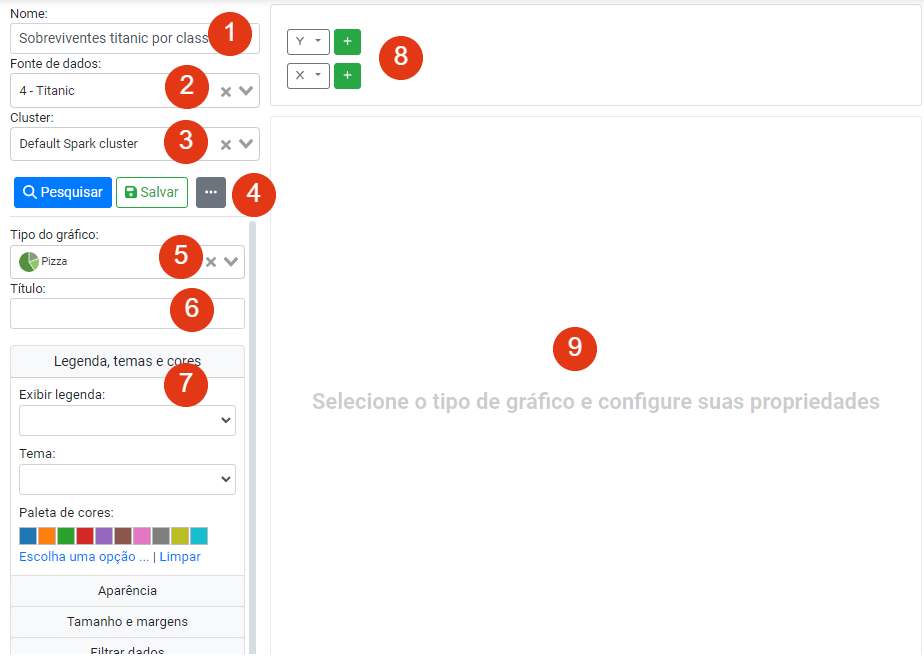 Nome:
Sobreviventes titanic por class
1
Fonte de dados:
4 - Titanic
2
Cluster:
Default Spark cluster
3
Pesquisar
Salvar
...
4
Tipo do gráfico:
Pizza
5
Título:
6
Legenda, temas e cores
7
Exibir legenda:
Tema:
Paleta de cores:
Escolha uma opção ... | Limpar
Aparência
Tamanho e margens
Filtrar dados
Y +
X +
8
9
Selecione o tipo de gráfico e configure suas propriedades